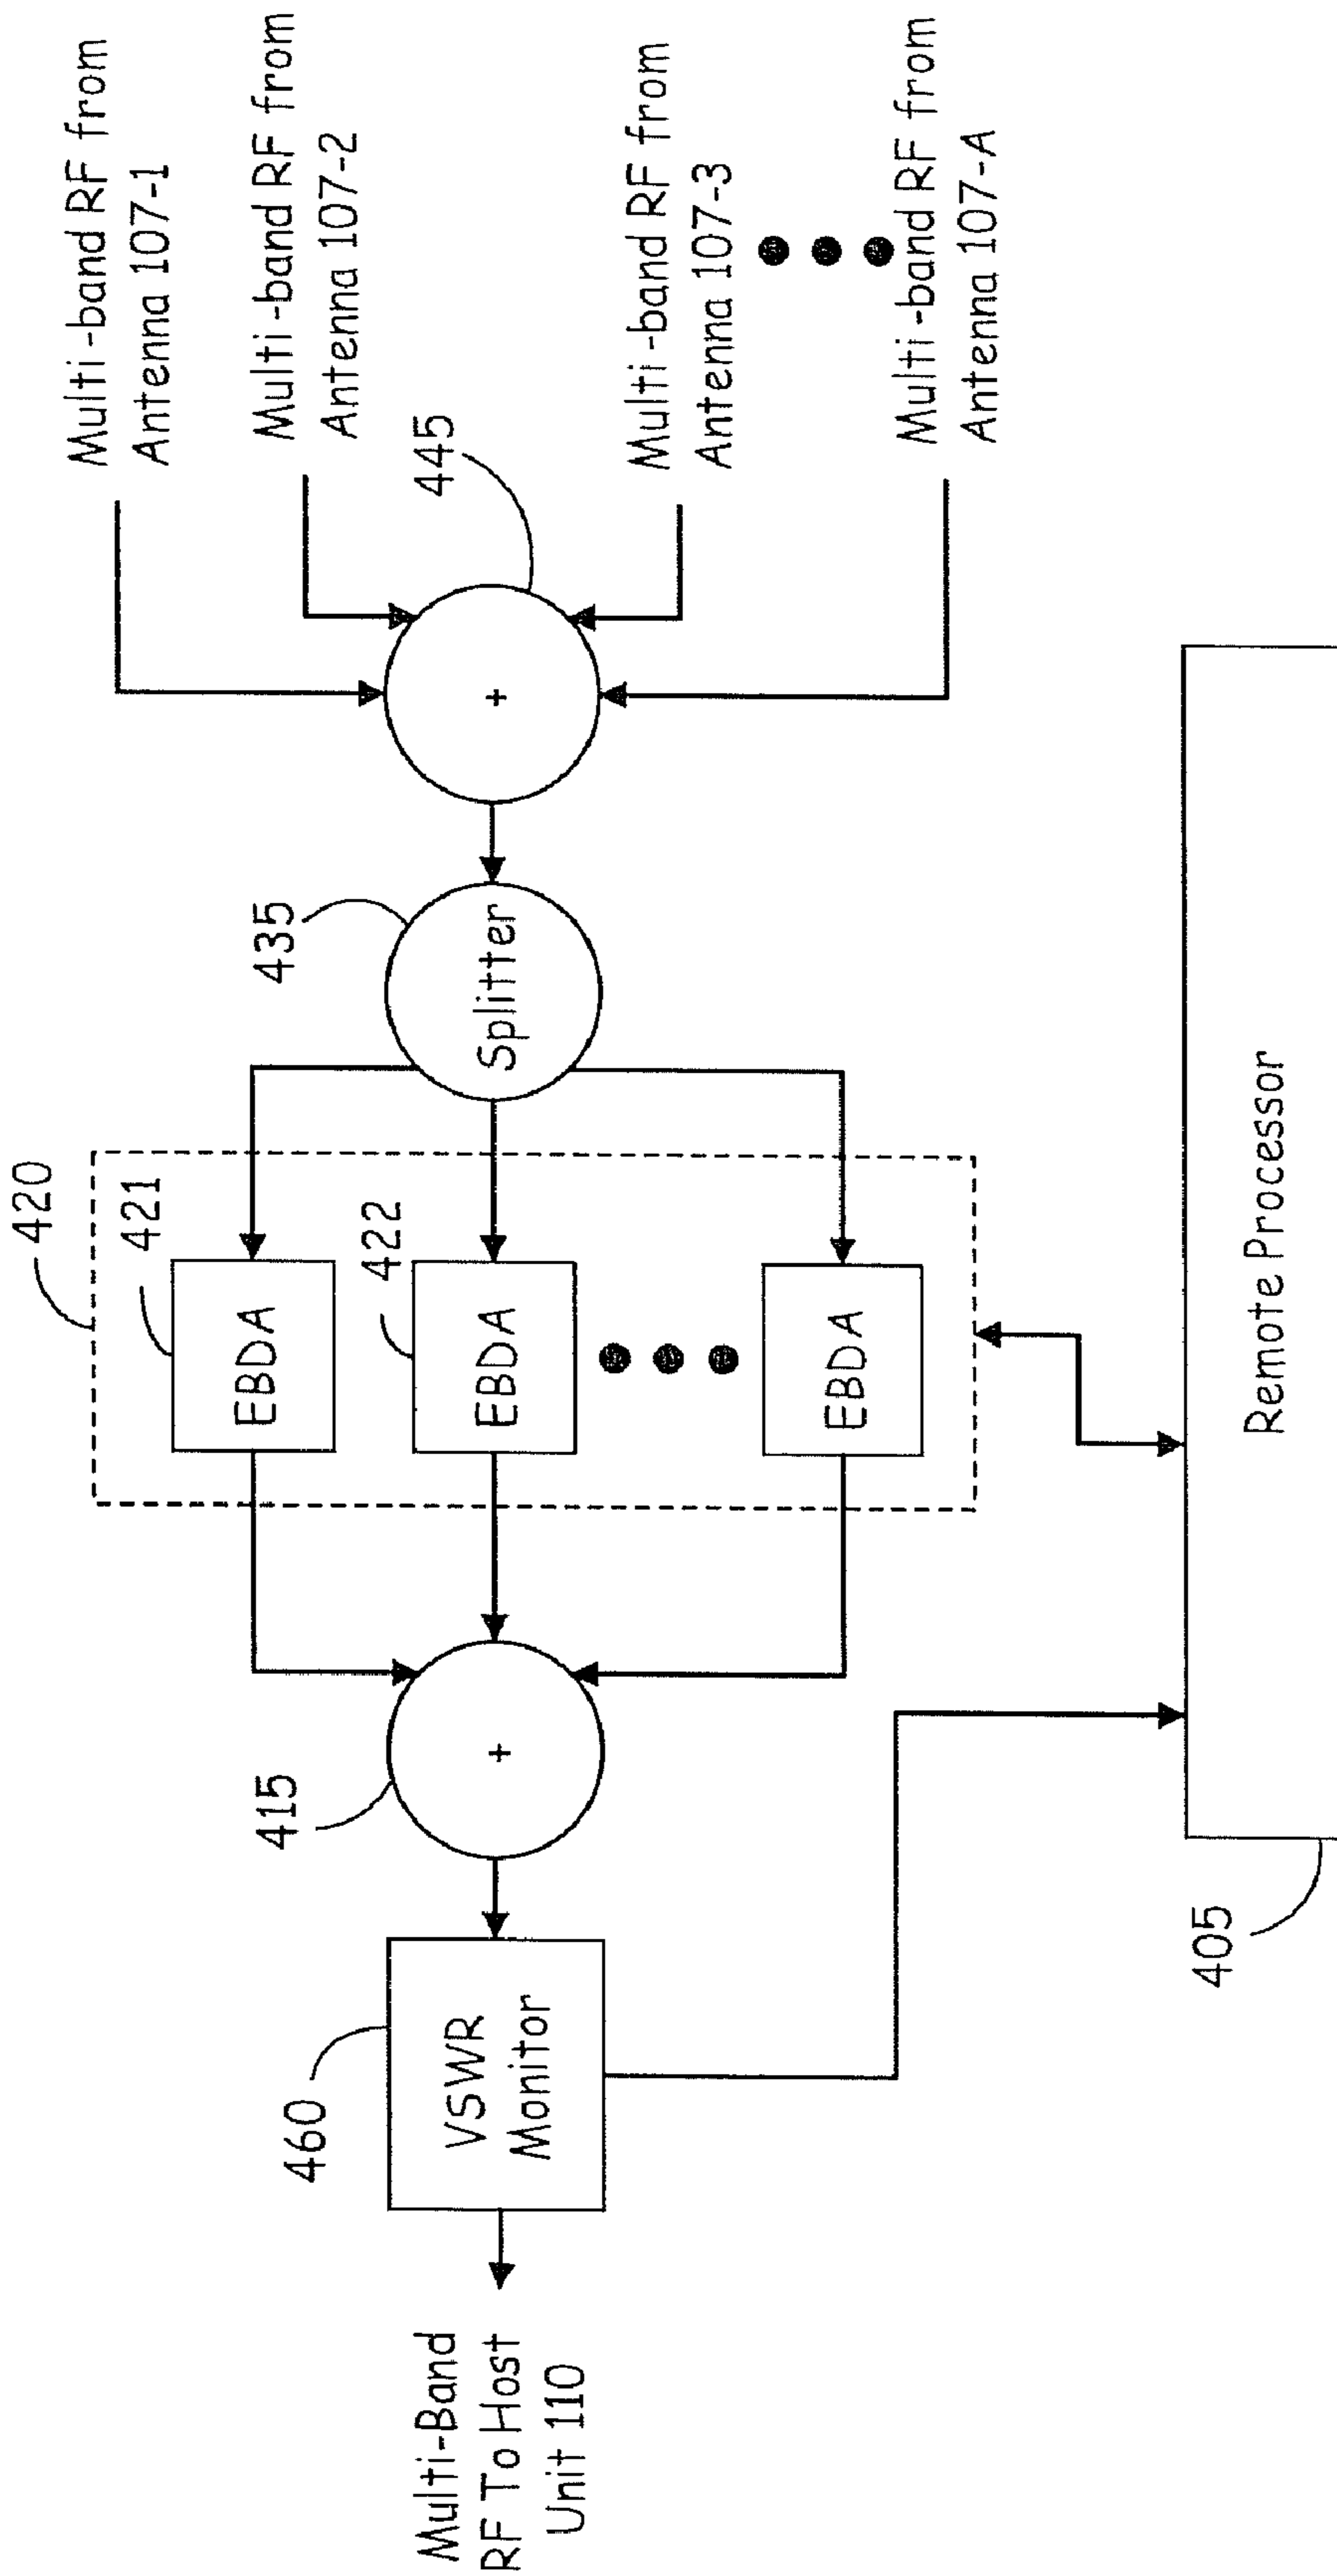 Multi-band RF from
Antenna 107-1
Multi-band RF from
Antenna 107-2
445
Multi-band RF from
Antenna 107-3
Multi-band RF from
Antenna 107-A
+
435
Splitter
420
421
EBDA
422
EBDA
EBDA
415
+
460
VSWR
Monitor
Multi-Band
RF To Host
Unit 110
Remote Processor
405